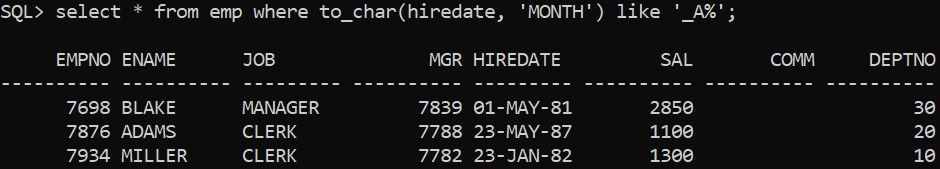 SQL> select * from emp where to_char(hiredate, 'MONTH') like '_A%';
EMPNO ENAME JOB MGR HIREDATE SAL COMM DEPTNO
---------- ---------- --------- ---------- --------- ---------- ---------- ----------
7698 BLAKE MANAGER 7839 01-MAY-81 2850 30
7876 ADAMS CLERK 7788 23-MAY-87 1100 20
7934 MILLER CLERK 7782 23-JAN-82 1300 10